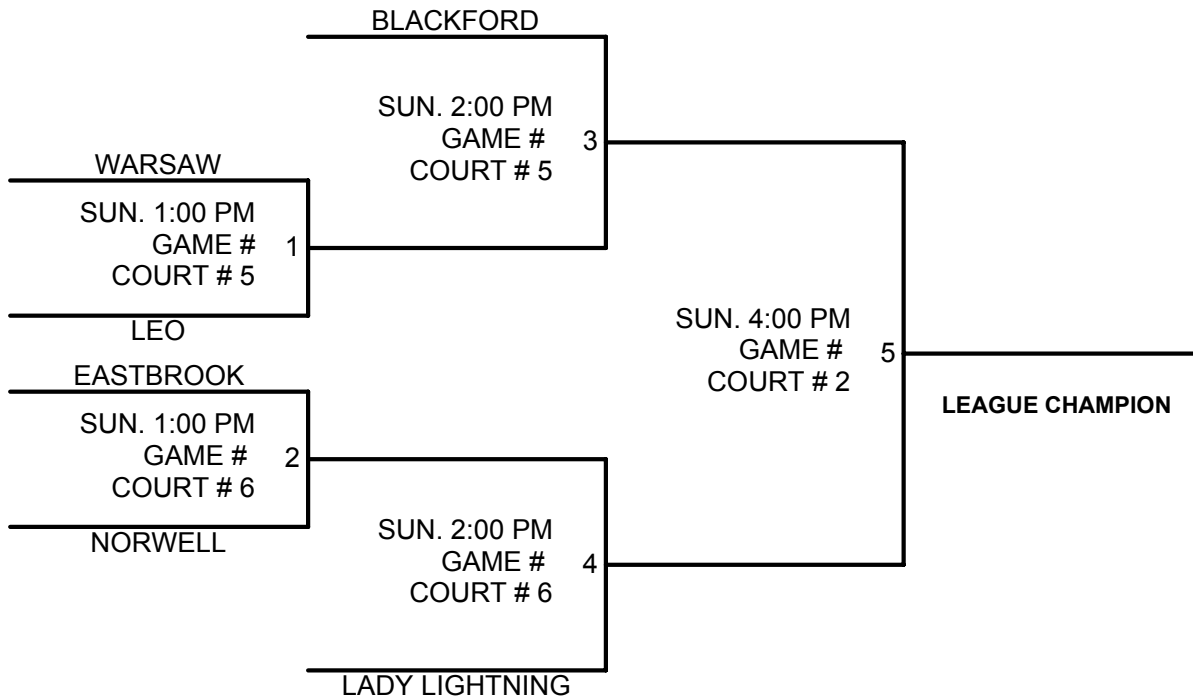 BLACKFORD
SUN. 2:00 PM
GAME # 3
COURT # 5
WARSAW
SUN. 1:00 PM
GAME # 1
COURT # 5
LEO
EASTBROOK
SUN. 1:00 PM
GAME # 2
COURT # 6
NORWELL
SUN. 2:00 PM
GAME # 4
COURT # 6
LADY LIGHTNING
SUN. 4:00 PM
GAME # 5
COURT # 2
LEAGUE CHAMPION